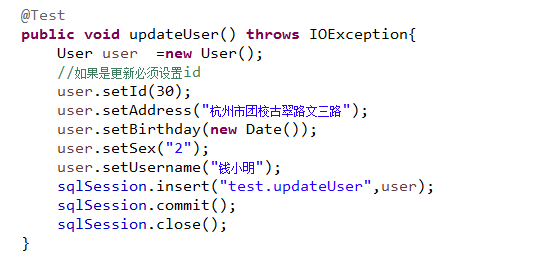 @Test
public void updateUser() throws IOException{
User user  =new User();
//如果是更新必须设置id
user.setId(30);
user.setAddress("杭州市团校古翠路文三路");
user.setBirthday(new Date());
user.setSex("2");
user.setUsername("钱小明");
sqlSession.insert("test.updateUser",user);
sqlSession.commit();
sqlSession.close();
}